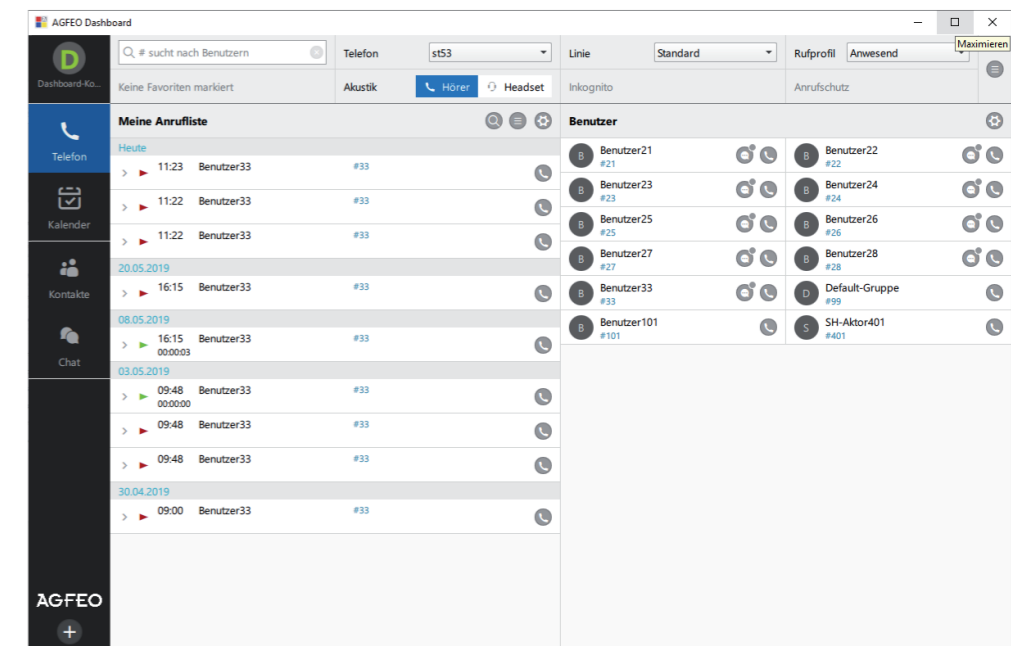 AGFEO Dashboard
Maximieren
D
Dashboard-Ko...
# sucht nach Benutzern
Telefon
st53
Linie
Standard
Rufprofil
Anwesend
Keine Favoriten markiert
Akustik
Hörer
Headset
Inkognito
Anrufschutz
Telefon
Kalender
Kontakte
Chat
AGFEO
Meine Anrufliste
Heute
11:23 Benutzer33 #33
11:22 Benutzer33 #33
11:22 Benutzer33 #33
20.05.2019
16:15 Benutzer33 #33
08.05.2019
16:15 Benutzer33 #33
00:00:03
03.05.2019
09:48 Benutzer33 #33
00:00:00
09:48 Benutzer33 #33
09:48 Benutzer33 #33
30.04.2019
09:00 Benutzer33 #33
Benutzer
B Benutzer21
#21
B Benutzer22
#22
B Benutzer23
#23
B Benutzer24
#24
B Benutzer25
#25
B Benutzer26
#26
B Benutzer27
#27
B Benutzer28
#28
B Benutzer33
#33
D Default-Gruppe
#99
B Benutzer101
#101
S SH-Aktor401
#401